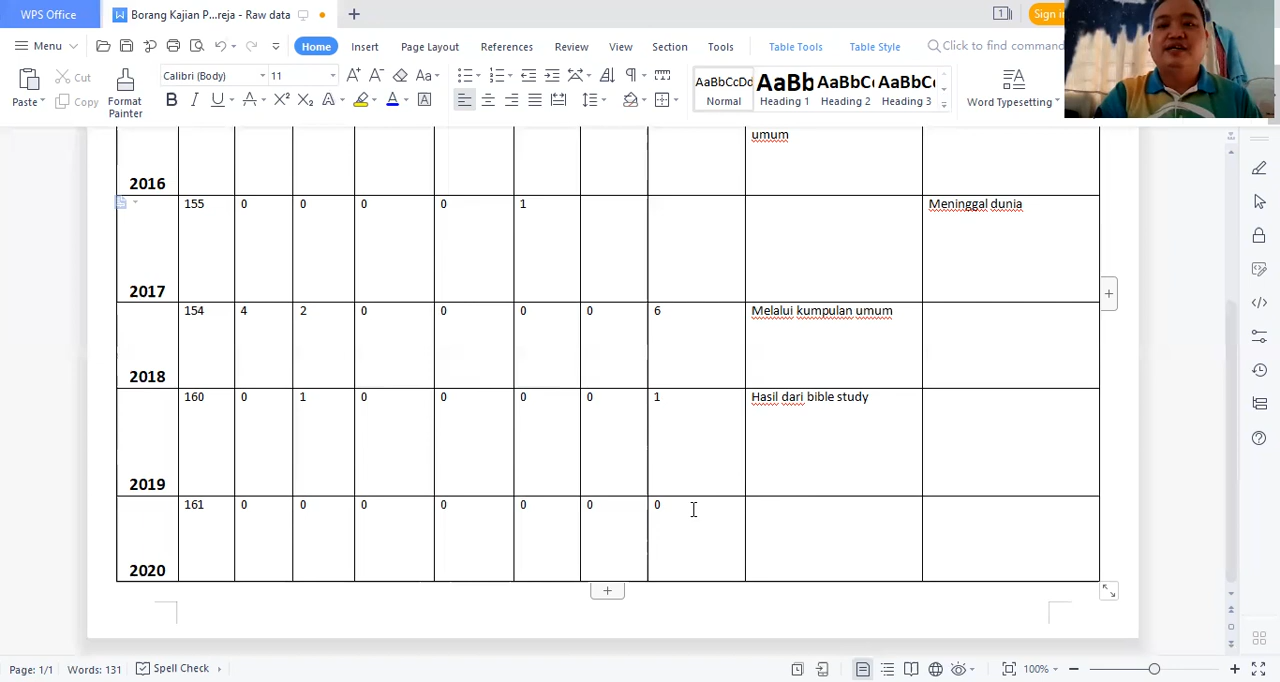 WPS Office
Borang Kajian P...reja - Raw data
Sign in
Menu
Home
Insert
Page Layout
References
Review
View
Section
Tools
Table Tools
Table Style
Click to find commands
Paste
Cut
Copy
Format Painter
Calibri (Body)
11
AaBbCcDd
Normal
AaBb
Heading 1
AaBbC
Heading 2
AaBbC
Heading 3
Word Typesetting
umum
2016
155 0 0 0 0 1 Meninggal dunia
2017
154 4 2 0 0 0 0 6 Melalui kumpulan umum
2018
160 0 1 0 0 0 0 1 Hasil dari bible study
2019
161 0 0 0 0 0 0 0
2020
Page: 1/1
Words: 131
Spell Check
100%